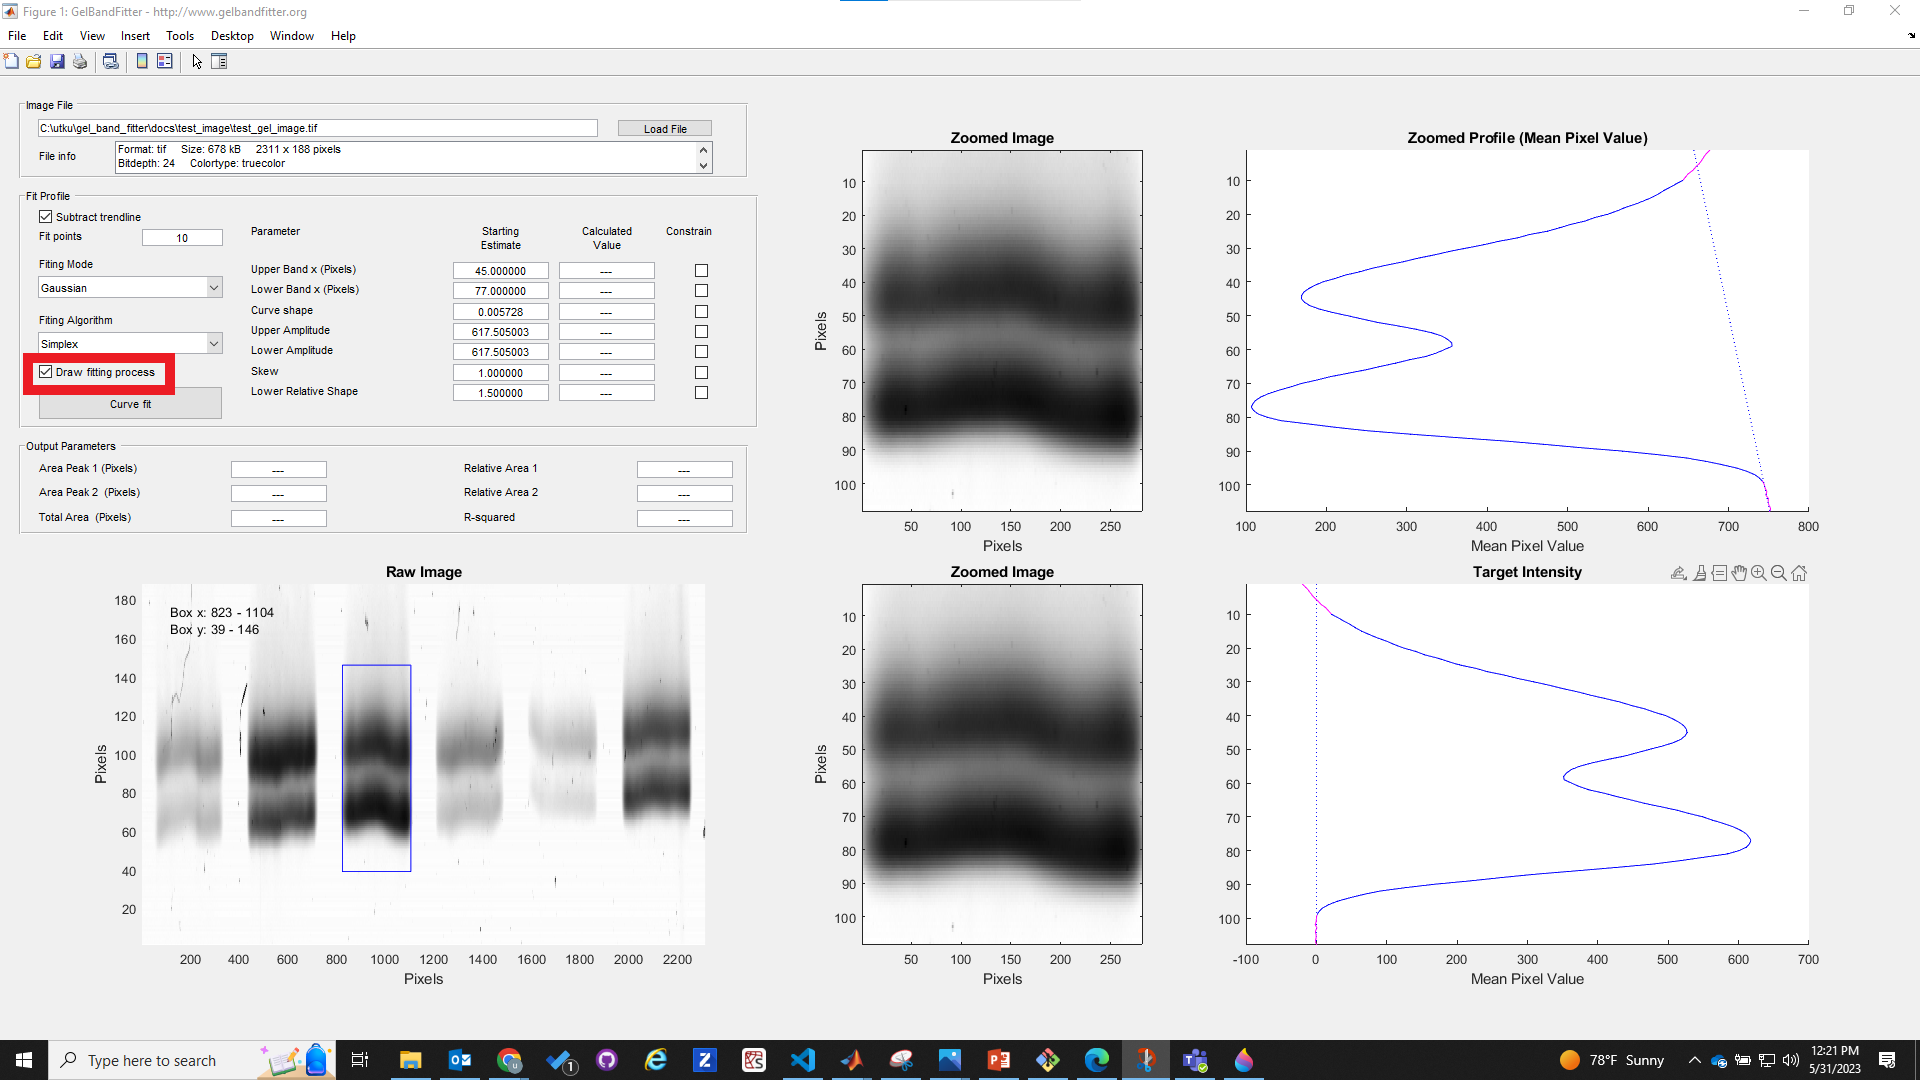 Figure 1: GelBandFitter - http://www.gelbandfitter.org
File Edit View Insert Tools Desktop Window Help
Image File
C:\utku\gel_band_fitter\docs\test_image\test_gel_image.tif
Load File
File info
Format: tif Size: 678 kB 2311 x 188 pixels
Bitdepth: 24 Colortype: truecolor
Fit Profile
Subtract trendline
Fit points 10
Parameter Starting Estimate Calculated Value Constrain
Fiting Mode
Gaussian
Fiting Algorithm
Simplex
Draw fitting process
Curve fit
Upper Band x (Pixels) 45.000000 ---
Lower Band x (Pixels) 77.000000 ---
Curve shape 0.005728 ---
Upper Amplitude 617.505003 ---
Lower Amplitude 617.505003 ---
Skew 1.000000 ---
Lower Relative Shape 1.500000 ---
Output Parameters
Area Peak 1 (Pixels) --- Relative Area 1 ---
Area Peak 2 (Pixels) --- Relative Area 2 ---
Total Area (Pixels) --- R-squared ---
Zoomed Image
10
20
30
40
50
60
70
80
90
100
Pixels
50 100 150 200 250
Pixels
Zoomed Profile (Mean Pixel Value)
10
20
30
40
50
60
70
80
90
100
100 200 300 400 500 600 700 800
Mean Pixel Value
Raw Image
Box x: 823 - 1104
Box y: 39 - 146
180
160
140
120
100
80
60
40
20
Pixels
200 400 600 800 1000 1200 1400 1600 1800 2000 2200
Pixels
Zoomed Image
10
20
30
40
50
60
70
80
90
100
Pixels
50 100 150 200 250
Pixels
Target Intensity
10
20
30
40
50
60
70
80
90
100
-100 0 100 200 300 400 500 600 700
Mean Pixel Value
Type here to search
1
78°F Sunny
12:21 PM
5/31/2023